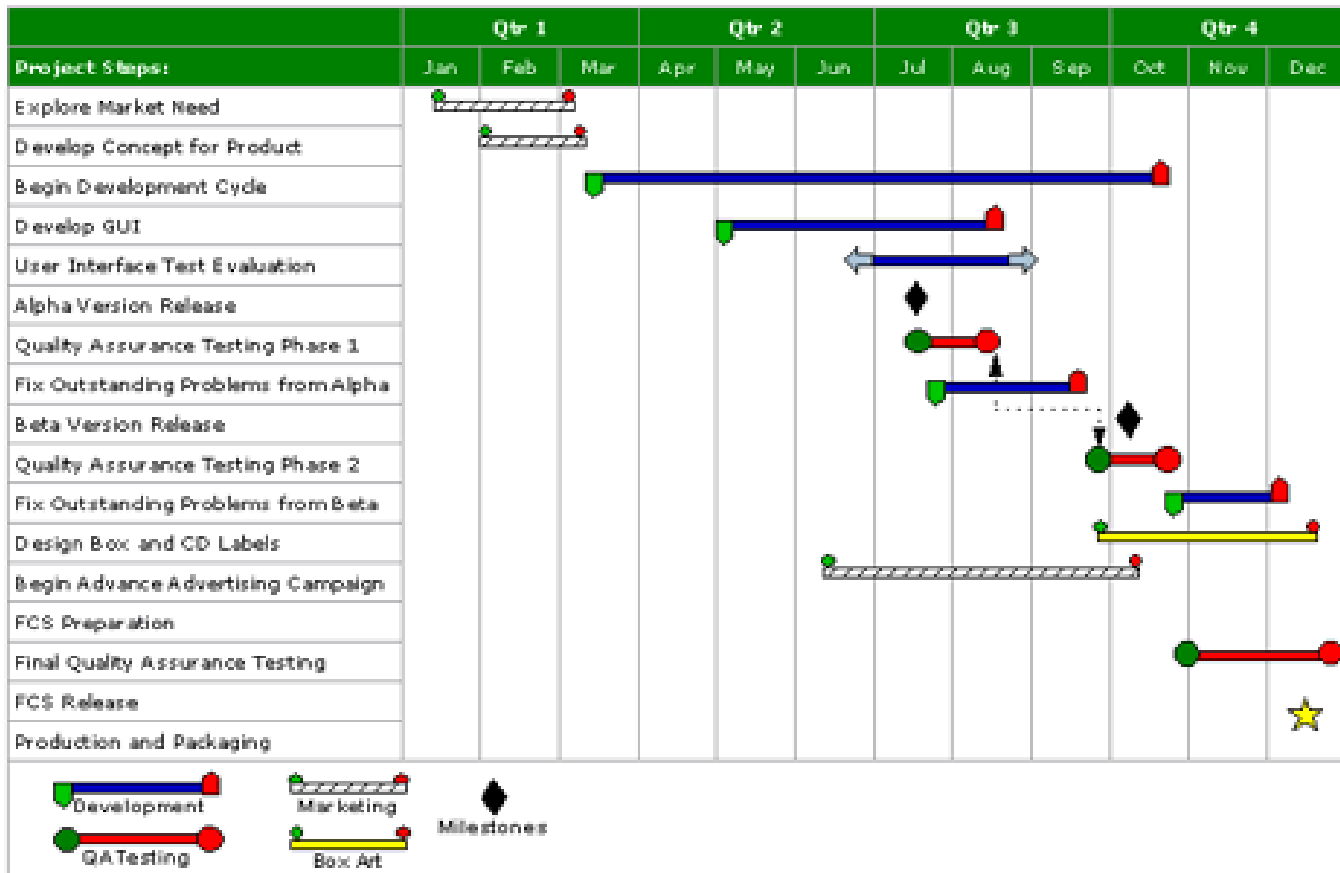 Qtr 1 Qtr 2 Qtr 3 Qtr 4
Project Steps: Jan Feb Mar Apr May Jun Jul Aug Sep Oct Nov Dec
Explore Market Need
Develop Concept for Product
Begin Development Cycle
Develop GUI
User Interface Test Evaluation
Alpha Version Release
Quality Assurance Testing Phase 1
Fix Outstanding Problems from Alpha
Beta Version Release
Quality Assurance Testing Phase 2
Fix Outstanding Problems from Beta
Design Box and CD Labels
Begin Advance Advertising Campaign
FCS Preparation
Final Quality Assurance Testing
FCS Release
Production and Packaging
Development Marketing Milestones
QA Testing Box Art